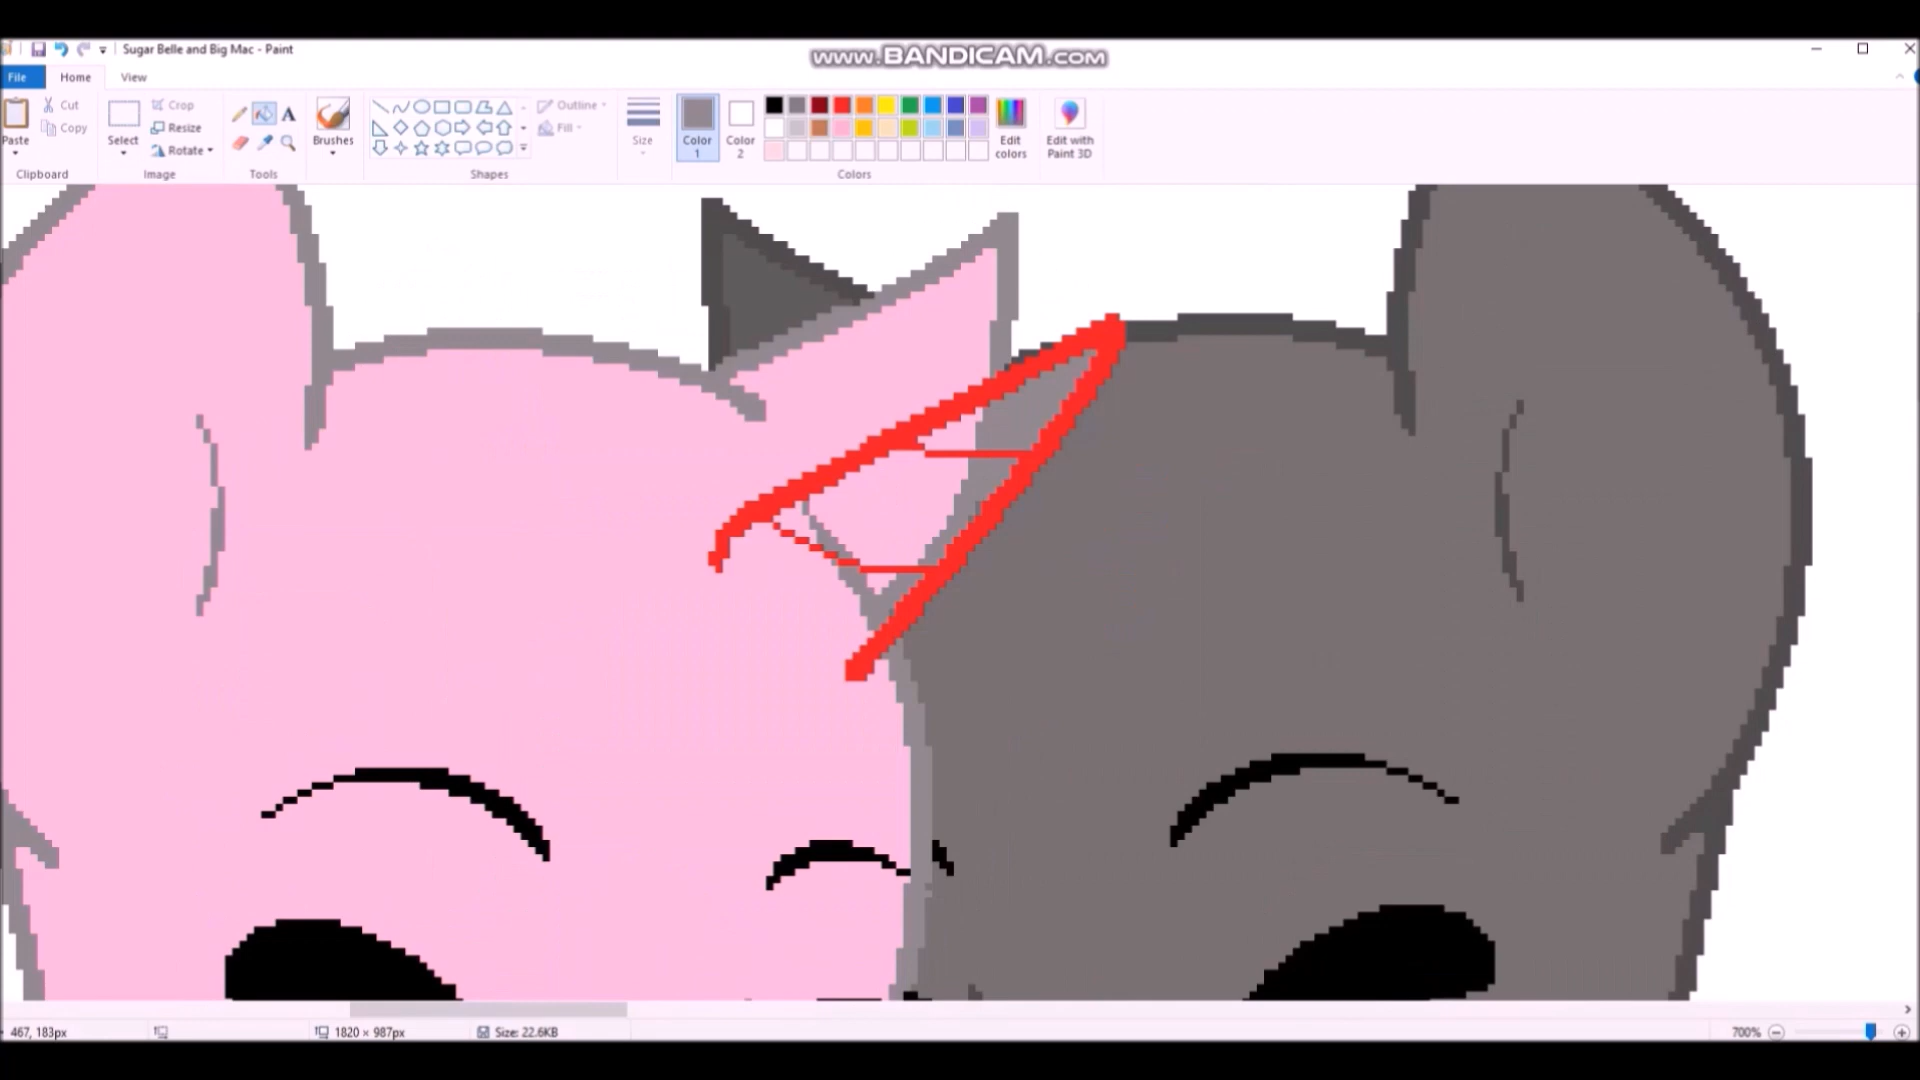 Sugar Belle and Big Mac - Paint
www.BANDICAM.com
File Home View
Paste Cut Copy
Clipboard
Select Crop Resize Rotate
Image
A
Tools
Brushes
Outline
Fill
Shapes
Size
Color 1
Color 2
Edit colors
Colors
Edit with Paint 3D
467, 183px
1820 × 987px
Size: 22.6KB
700%